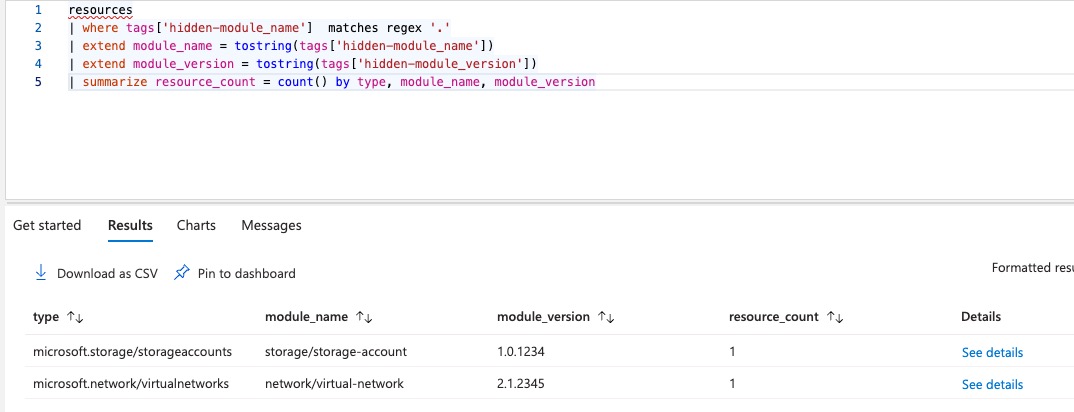 1 resources
2 | where tags['hidden-module_name']  matches regex '.'
3 | extend module_name = tostring(tags['hidden-module_name'])
4 | extend module_version = tostring(tags['hidden-module_version'])
5 | summarize resource_count = count() by type, module_name, module_version
Get started Results Charts Messages
Download as CSV Pin to dashboard Formatted resu
type ↑↓ module_name ↑↓ module_version ↑↓ resource_count ↑↓ Details
microsoft.storage/storageaccounts storage/storage-account 1.0.1234 1 See details
microsoft.network/virtualnetworks network/virtual-network 2.1.2345 1 See details